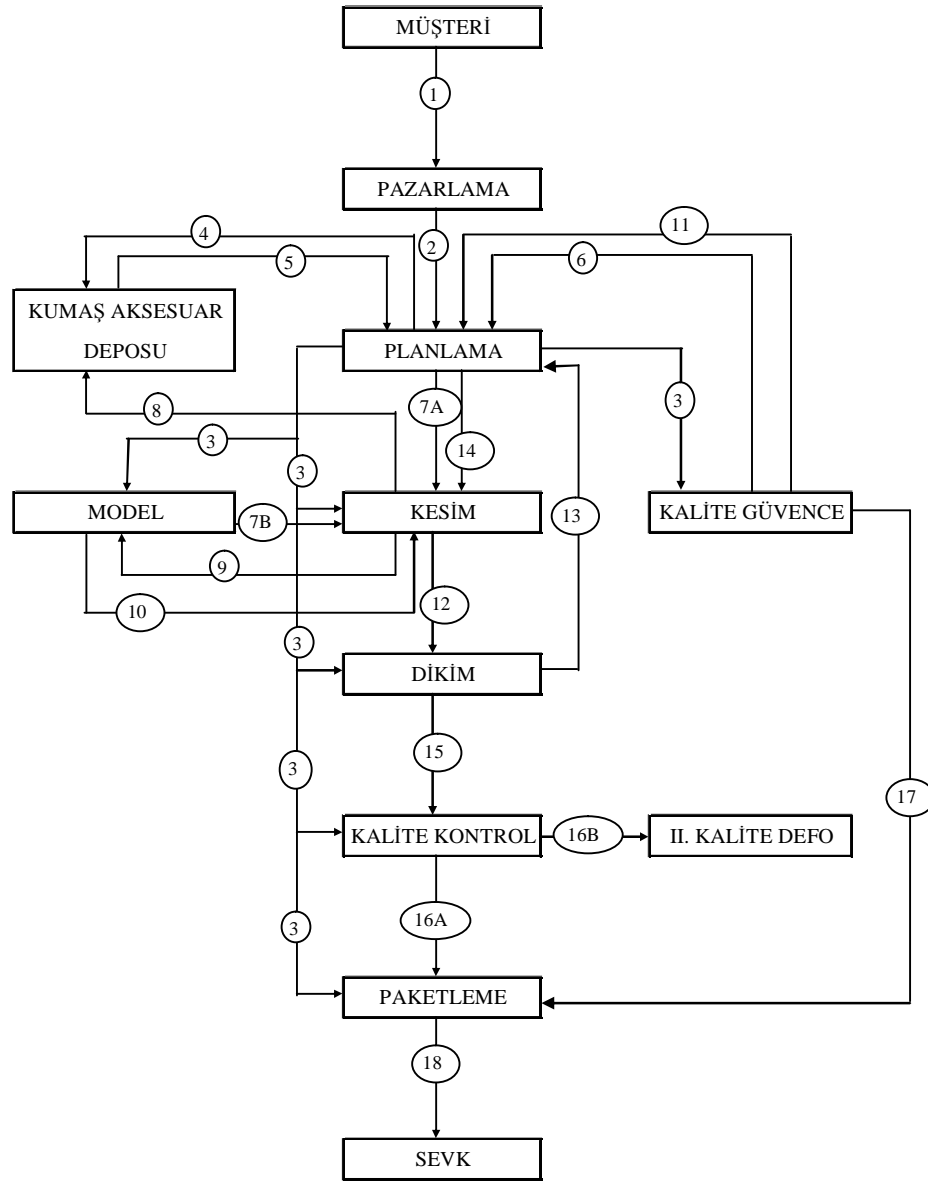 MÜŞTERİ
1
PAZARLAMA
4
2
11
5
6
KUMAŞ AKSESUAR
DEPOSU
PLANLAMA
8
7A
3
3
14
3
MODEL
7B
KESİM
13
KALİTE GÜVENCE
9
10
12
3
DİKİM
15
3
17
KALİTE KONTROL
16B
II. KALİTE DEFO
3
16A
PAKETLEME
18
SEVK